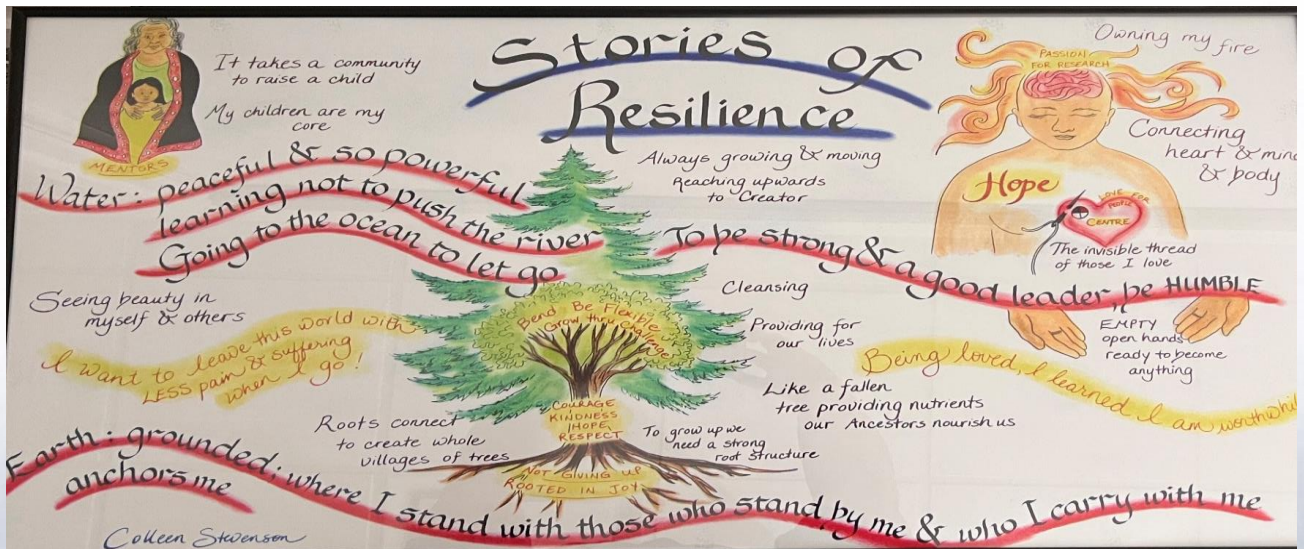 Stories of
Resilience
It takes a community
to raise a child
My children are my
core
MENTORS
Water: peaceful & so powerful
learning not to push the river
Going to the ocean to let go
Always growing & moving
Reaching upwards
to Creator
Owning my fire
PASSION
FOR RESEARCH
Connecting
heart & mind
& body
Hope
LOVE FOR
PEOPLE
CENTRE
The invisible thread
of those I love
To be strong & a good leader, be HUMBLE
Seeing beauty in
myself & others
I want to leave this world with
LESS pain & suffering
when I go!
Bend Be Flexible
Grow thru challenge
Cleansing
Providing for
our lives
EMPTY
open hands
ready to become
anything
Being loved, I learned I am worthwhil
Like a fallen
tree providing nutrients
our Ancestors nourish us
COURAGE
KINDNESS
HOPE
RESPECT
Roots connect
to create whole
villages of trees
To grow up we
need a strong
root structure
NOT GIVING UP
ROOTED IN JOY
Earth: grounded; where I stand with those who stand by me & who I carry with me
anchors me
Colleen Stevenson